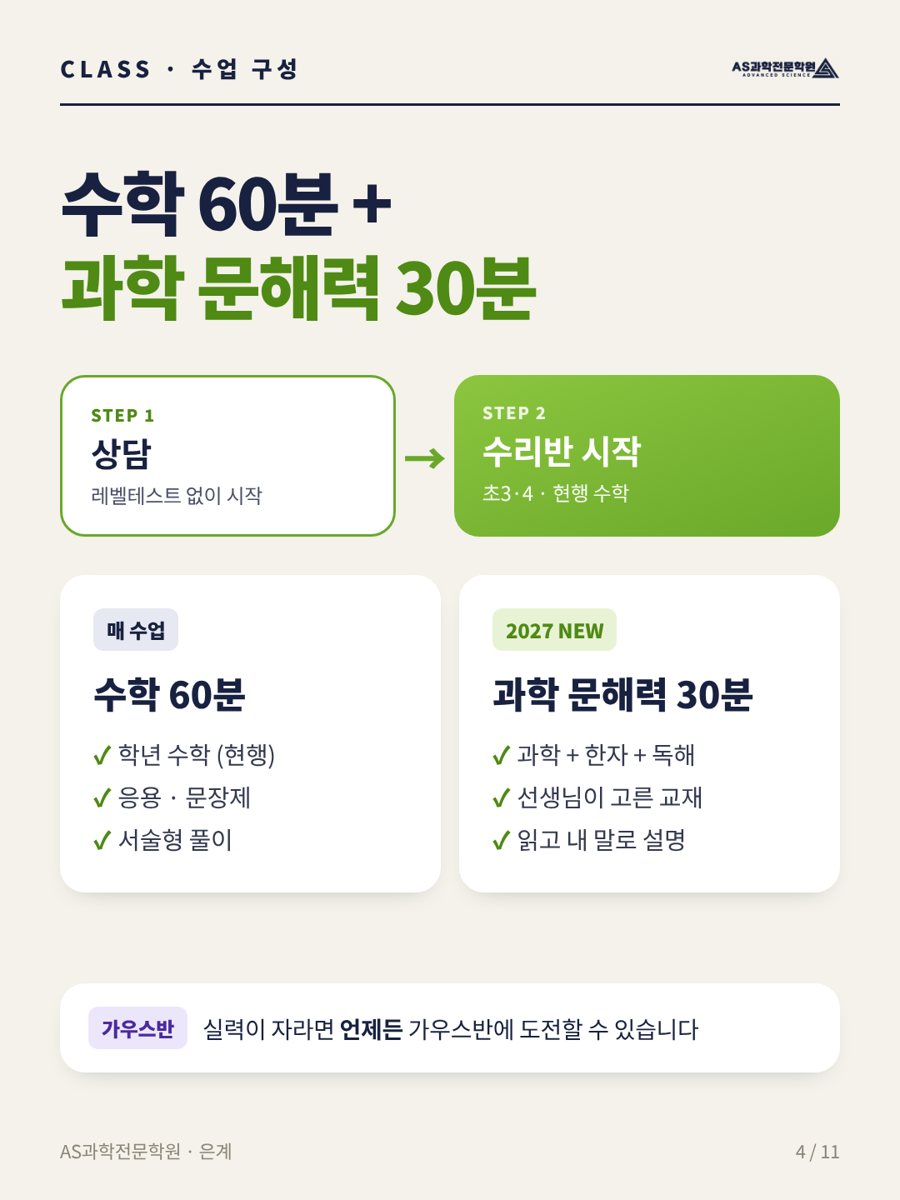 CLASS · 수업 구성
AS과학전문학원
ADVANCED SCIENCE
수학 60분 +
과학 문해력 30분
STEP 1
상담
레벨테스트 없이 시작
→
STEP 2
수리반 시작
초3·4 · 현행 수학
매 수업
수학 60분
✓ 학년 수학 (현행)
✓ 응용 · 문장제
✓ 서술형 풀이
2027 NEW
과학 문해력 30분
✓ 과학 + 한자 + 독해
✓ 선생님이 고른 교재
✓ 읽고 내 말로 설명
가우스반 실력이 자라면 언제든 가우스반에 도전할 수 있습니다
AS과학전문학원 · 은계
4 / 11